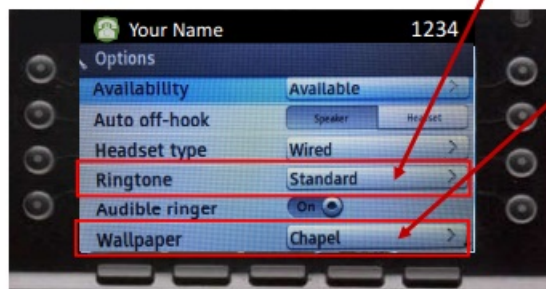 Your Name 1234
Options
Availability Available
Auto off-hook Speaker Headset
Headset type Wired
Ringtone Standard
Audible ringer On
Wallpaper Chapel